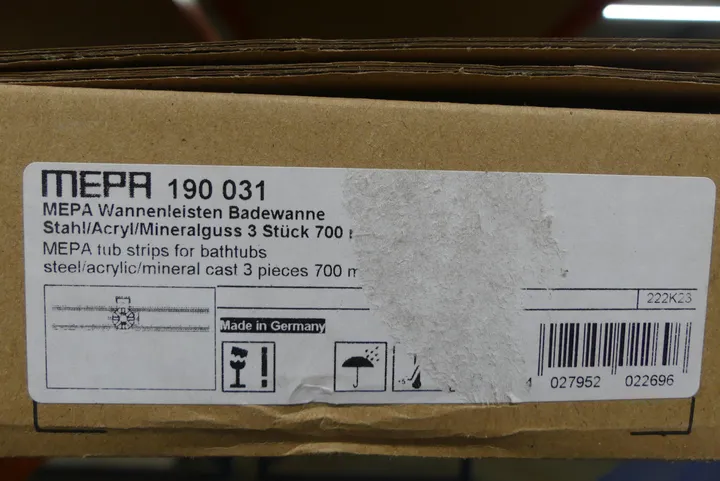 MEPA 190 031
MEPA Wannenleisten Badewanne
Stahl/Acryl/Mineralguss 3 Stück 700
MEPA tub strips for bathtubs
steel/acrylic/mineral cast 3 pieces 700
222K23
Made in Germany
027952 022696